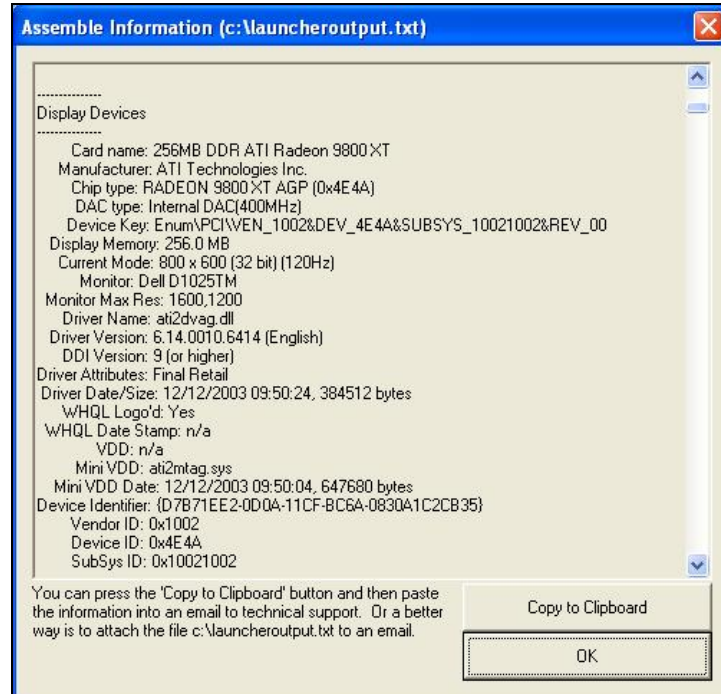 Assemble Information (c:\launcheroutput.txt)
---------------
Display Devices
---------------
Card name: 256MB DDR ATI Radeon 9800 XT
Manufacturer: ATI Technologies Inc.
Chip type: RADEON 9800 XT AGP (0x4E4A)
DAC type: Internal DAC(400MHz)
Device Key: Enum\PCI\VEN_1002&DEV_4E4A&SUBSYS_10021002&REV_00
Display Memory: 256.0 MB
Current Mode: 800 x 600 (32 bit) (120Hz)
Monitor: Dell D1025TM
Monitor Max Res: 1600,1200
Driver Name: ati2dvag.dll
Driver Version: 6.14.0010.6414 (English)
DDI Version: 9 (or higher)
Driver Attributes: Final Retail
Driver Date/Size: 12/12/2003 09:50:24, 384512 bytes
WHQL Logo'd: Yes
WHQL Date Stamp: n/a
VDD: n/a
Mini VDD: ati2mtag.sys
Mini VDD Date: 12/12/2003 09:50:04, 647680 bytes
Device Identifier: {D7B71EE2-0D0A-11CF-BC6A-0830A1C2CB35}
Vendor ID: 0x1002
Device ID: 0x4E4A
SubSys ID: 0x10021002
You can press the 'Copy to Clipboard' button and then paste
the information into an email to technical support. Or a better
way is to attach the file c:\launcheroutput.txt to an email.
Copy to Clipboard
OK